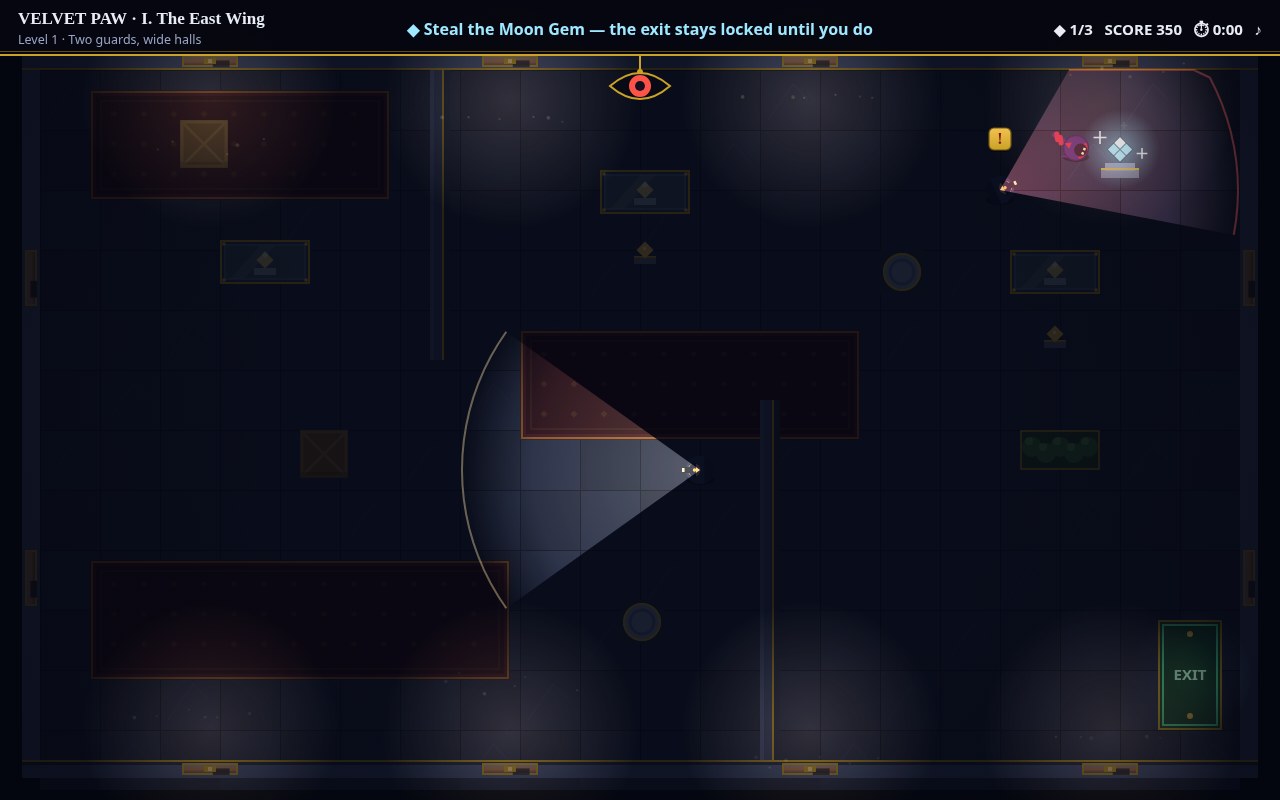 VELVET PAW · I. The East Wing
Level 1 · Two guards, wide halls
◆ Steal the Moon Gem — the exit stays locked until you do
◆ 1/3 SCORE 350 ⏱ 0:00 ♪
!
EXIT